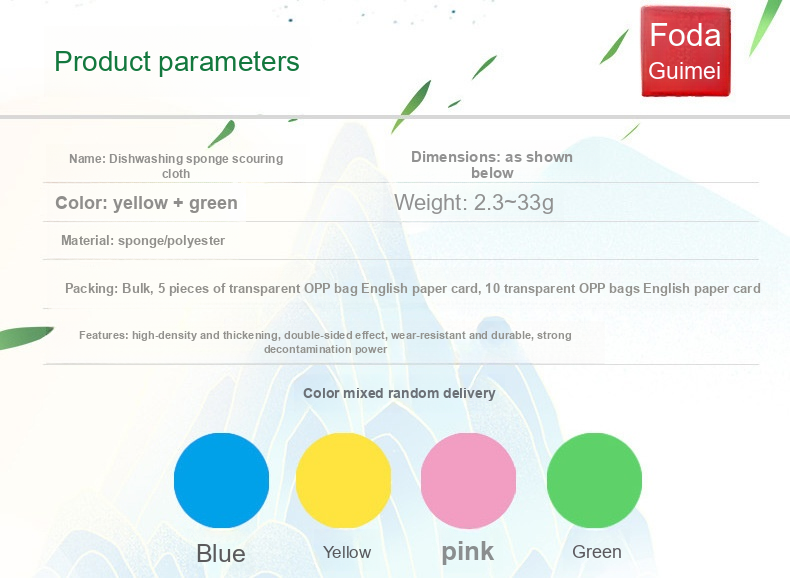 Foda
Product parameters
Guimei
Name: Dishwashing sponge scouring
cloth
Dimensions: as shown
below
Color: yellow + green
Weight: 2.3~33g
Material: sponge/polyester
Packing: Bulk, 5 pieces of transparent OPP bag English paper card, 10 transparent OPP bags English paper card
Features: high-density and thickening, double-sided effect, wear-resistant and durable, strong
decontamination power
Color mixed random delivery
Blue
Yellow
pink
Green